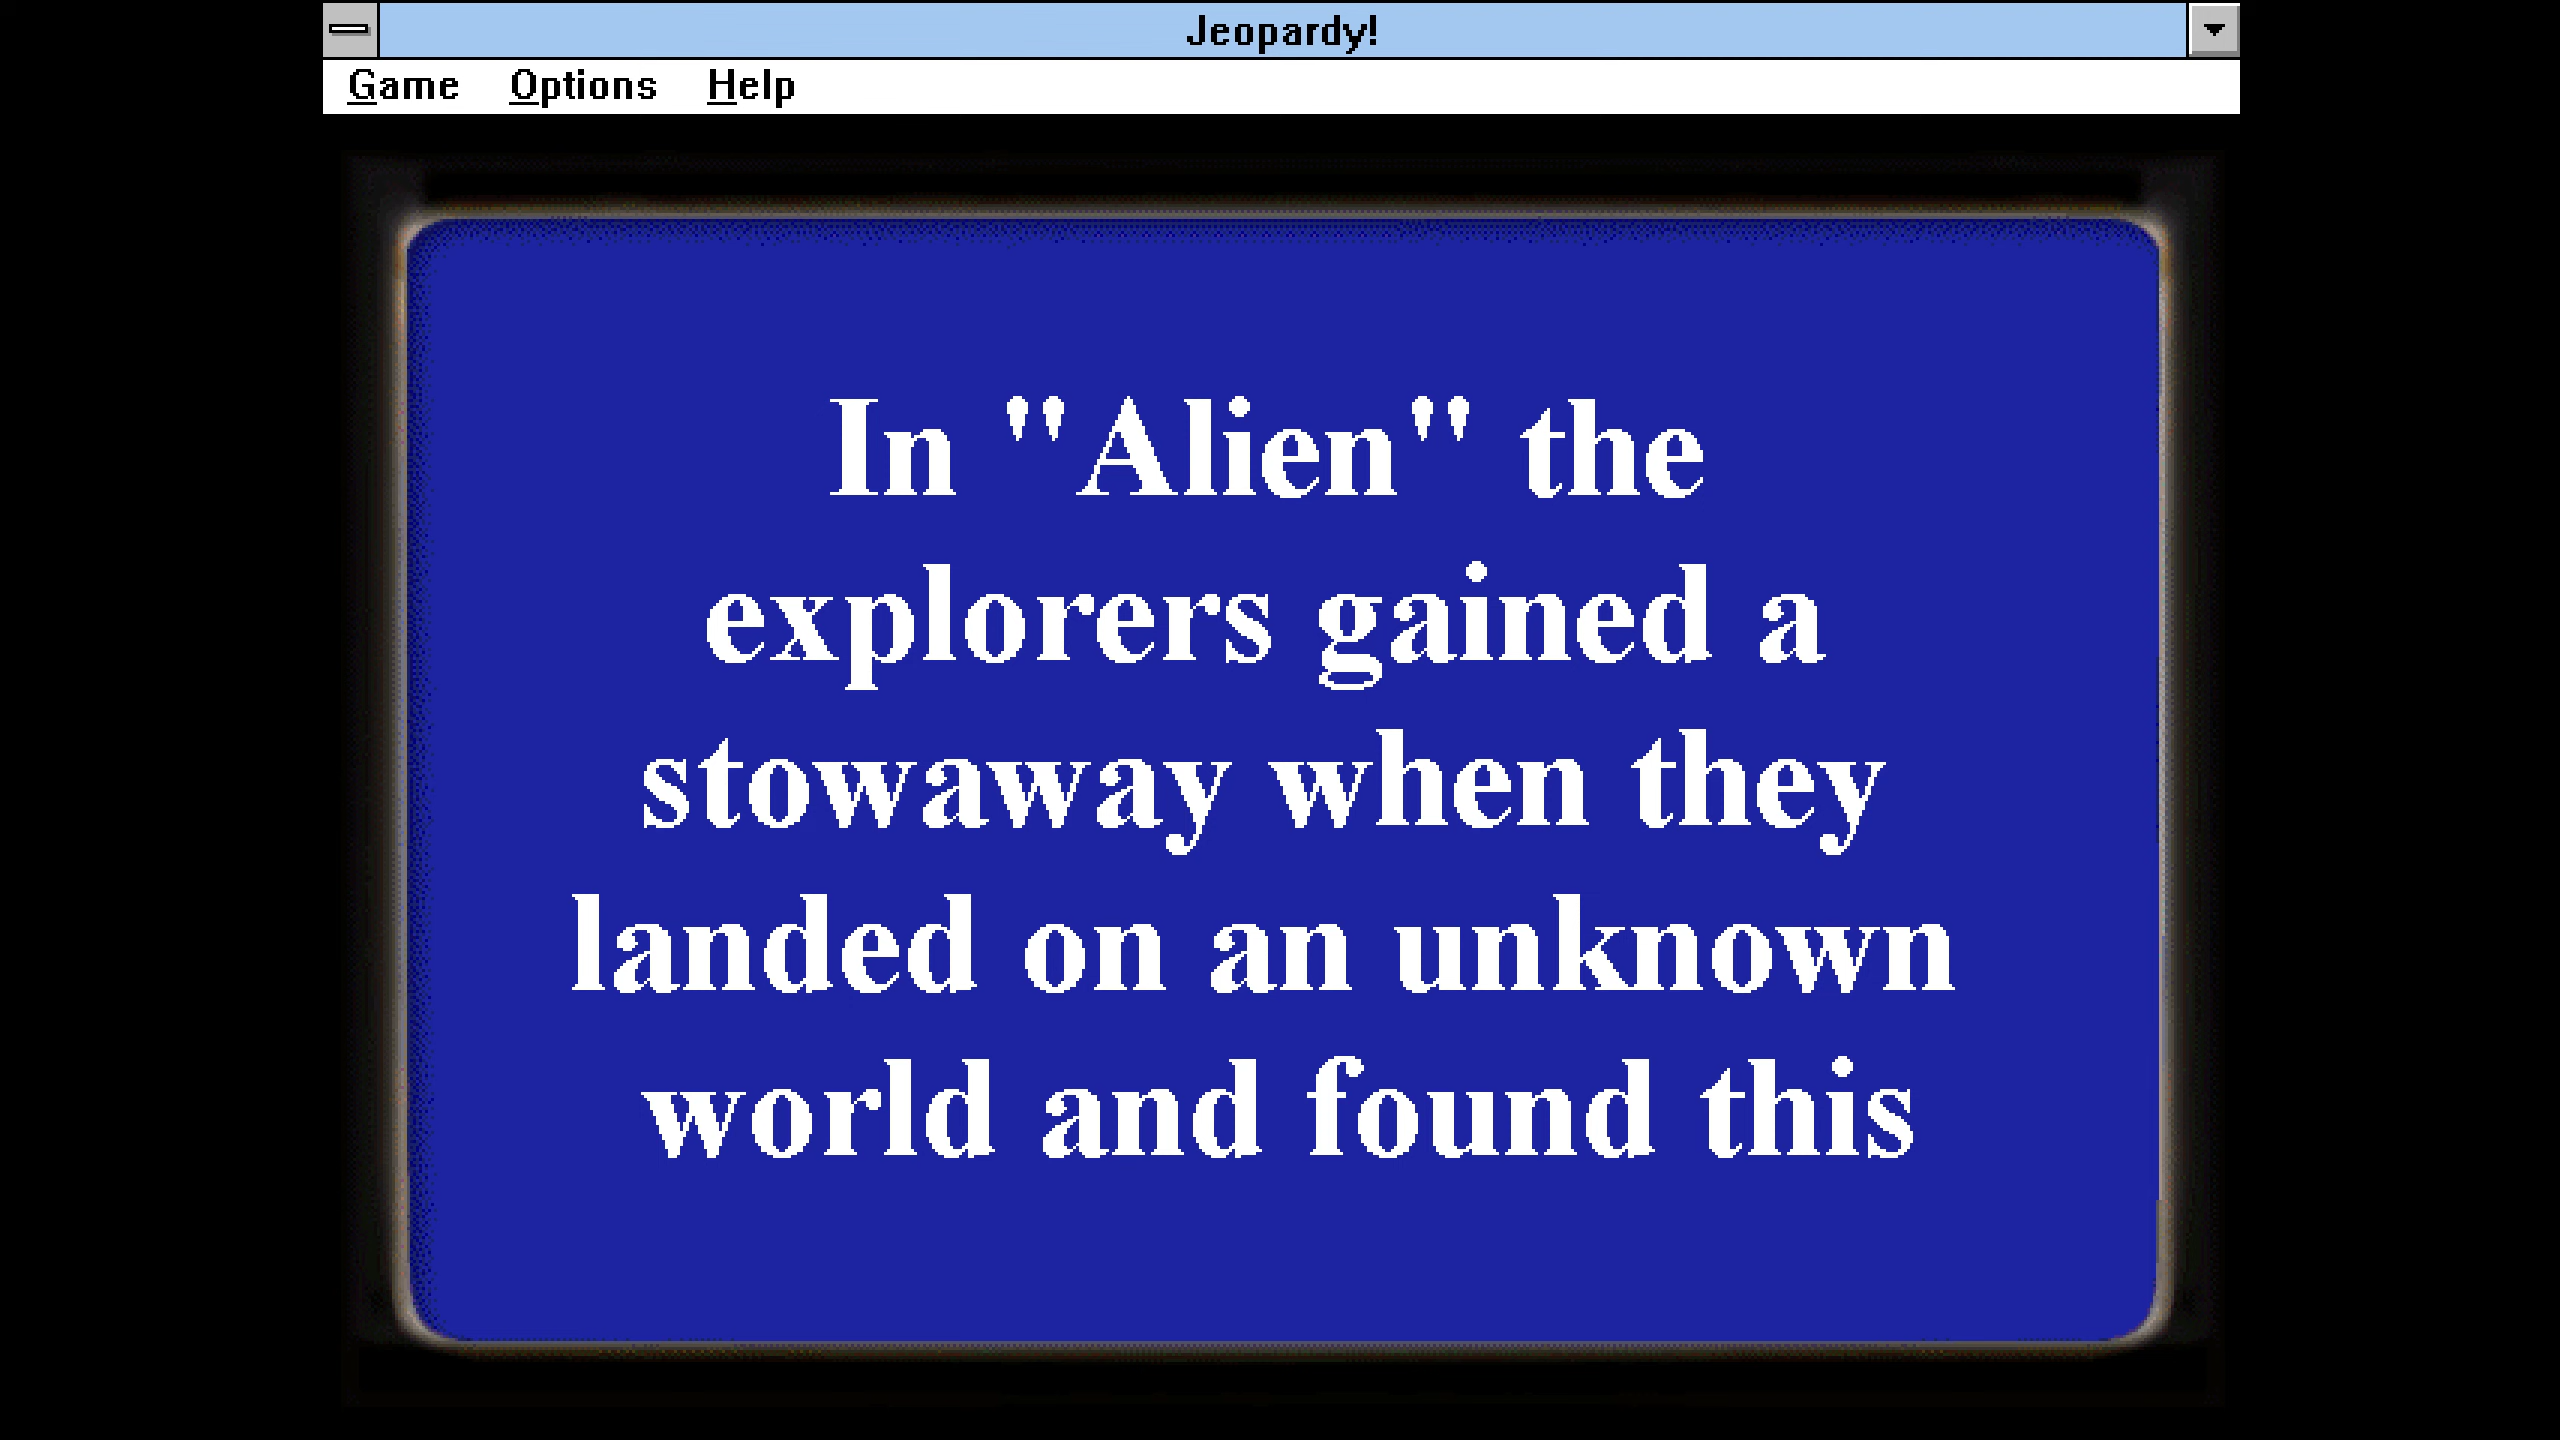 Jeopardy!
Game Options Help
In "Alien" the
explorers gained a
stowaway when they
landed on an unknown
world and found this